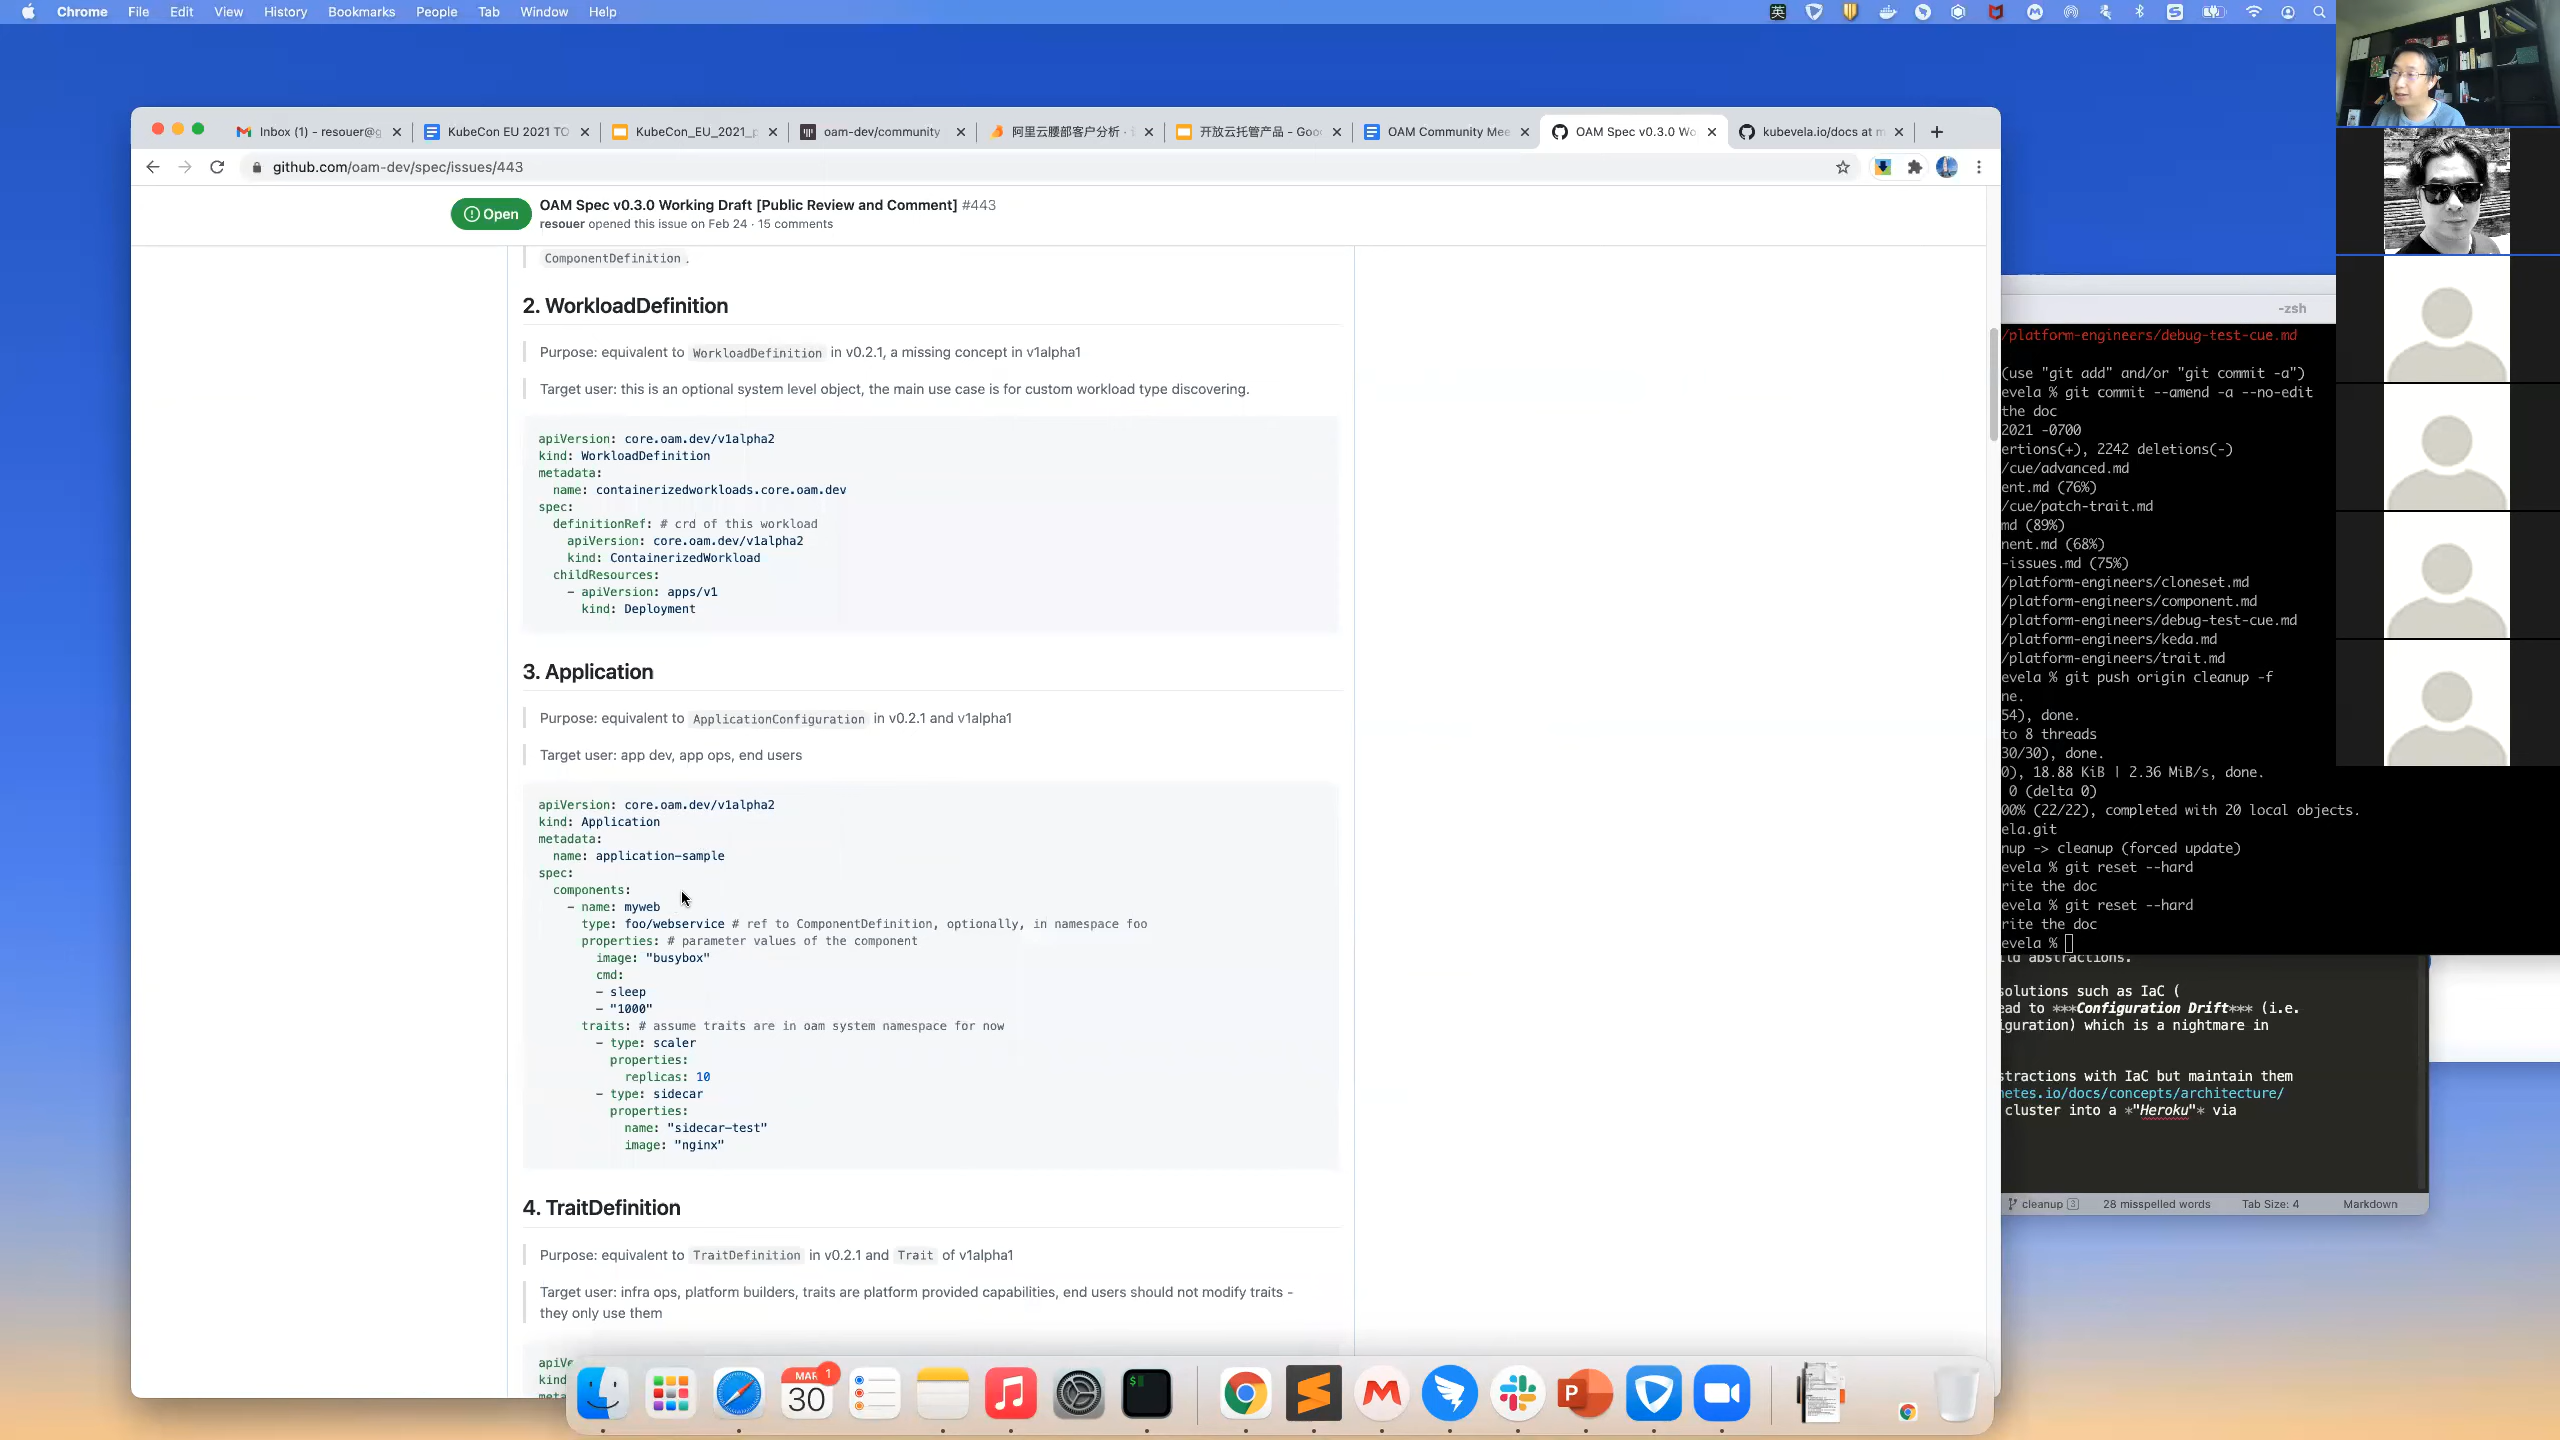 Chrome File Edit View History Bookmarks People Tab Window Help
英
Inbox (1) - resouer@g
KubeCon EU 2021 TO
KubeCon_EU_2021_p
oam-dev/community
阿里云腰部客户分析 ·
开放云托管产品 - Goo
OAM Community Mee
OAM Spec v0.3.0 Wo
kubevela.io/docs at m
github.com/oam-dev/spec/issues/443
Open
OAM Spec v0.3.0 Working Draft [Public Review and Comment] #443
resouer opened this issue on Feb 24 · 15 comments
ComponentDefinition .
2. WorkloadDefinition
Purpose: equivalent to WorkloadDefinition in v0.2.1, a missing concept in v1alpha1
Target user: this is an optional system level object, the main use case is for custom workload type discovering.
apiVersion: core.oam.dev/v1alpha2
kind: WorkloadDefinition
metadata:
name: containerizedworkloads.core.oam.dev
spec:
definitionRef: # crd of this workload
apiVersion: core.oam.dev/v1alpha2
kind: ContainerizedWorkload
childResources:
- apiVersion: apps/v1
kind: Deployment
3. Application
Purpose: equivalent to ApplicationConfiguration in v0.2.1 and v1alpha1
Target user: app dev, app ops, end users
apiVersion: core.oam.dev/v1alpha2
kind: Application
metadata:
name: application-sample
spec:
components:
- name: myweb
type: foo/webservice # ref to ComponentDefinition, optionally, in namespace foo
properties: # parameter values of the component
image: "busybox"
cmd:
- sleep
- "1000"
traits: # assume traits are in oam system namespace for now
- type: scaler
properties:
replicas: 10
- type: sidecar
properties:
name: "sidecar-test"
image: "nginx"
4. TraitDefinition
Purpose: equivalent to TraitDefinition in v0.2.1 and Trait of v1alpha1
Target user: infra ops, platform builders, traits are platform provided capabilities, end users should not modify traits -
they only use them
apiVe
kind
meta
-zsh
/platform-engineers/debug-test-cue.md
(use "git add" and/or "git commit -a")
evela % git commit --amend -a --no-edit
the doc
2021 -0700
ertions(+), 2242 deletions(-)
/cue/advanced.md
ent.md (76%)
/cue/patch-trait.md
md (89%)
nent.md (68%)
-issues.md (75%)
/platform-engineers/cloneset.md
/platform-engineers/component.md
/platform-engineers/debug-test-cue.md
/platform-engineers/keda.md
/platform-engineers/trait.md
evela % git push origin cleanup -f
ne.
54), done.
to 8 threads
30/30), done.
0), 18.88 KiB | 2.36 MiB/s, done.
0 (delta 0)
00% (22/22), completed with 20 local objects.
ela.git
nup -> cleanup (forced update)
evela % git reset --hard
rite the doc
evela % git reset --hard
rite the doc
evela %
ld abstractions.
solutions such as IaC (
ead to ***Configuration Drift*** (i.e.
iguration) which is a nightmare in
stractions with IaC but maintain them
netes.io/docs/concepts/architecture/
cluster into a *"Heroku"* via
cleanup 3 28 misspelled words Tab Size: 4 Markdown
MAR
30
1
$
P